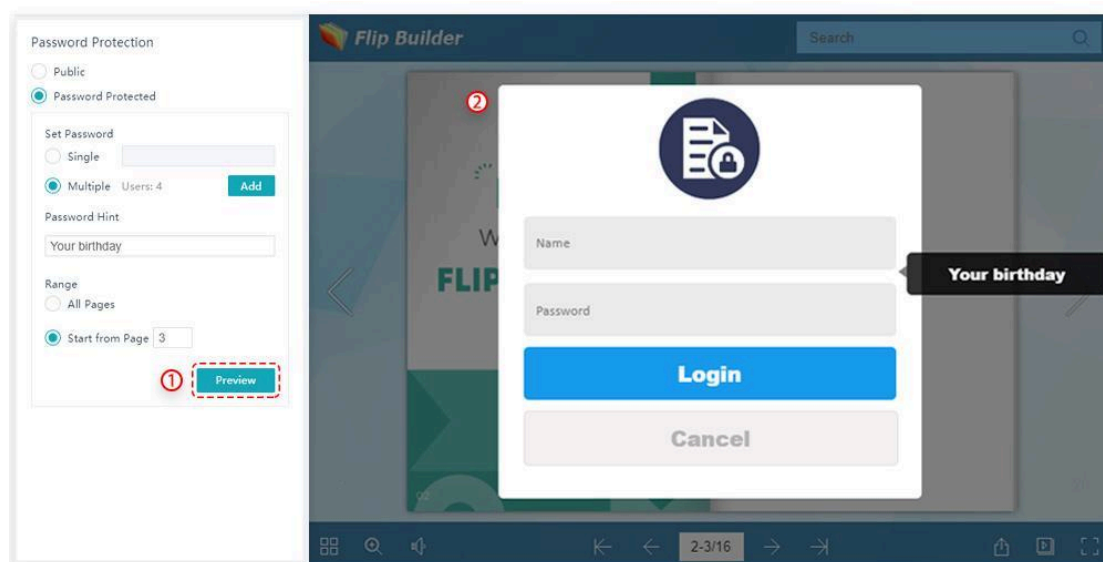 Password Protection
Public
Password Protected
Set Password
Single
Multiple Users: 4 Add
Password Hint
Your birthday
Range
All Pages
Start from Page 3
① Preview
Flip Builder
Search
②
W
FLIP
Name
Your birthday
Password
Login
Cancel
02
2-3/16